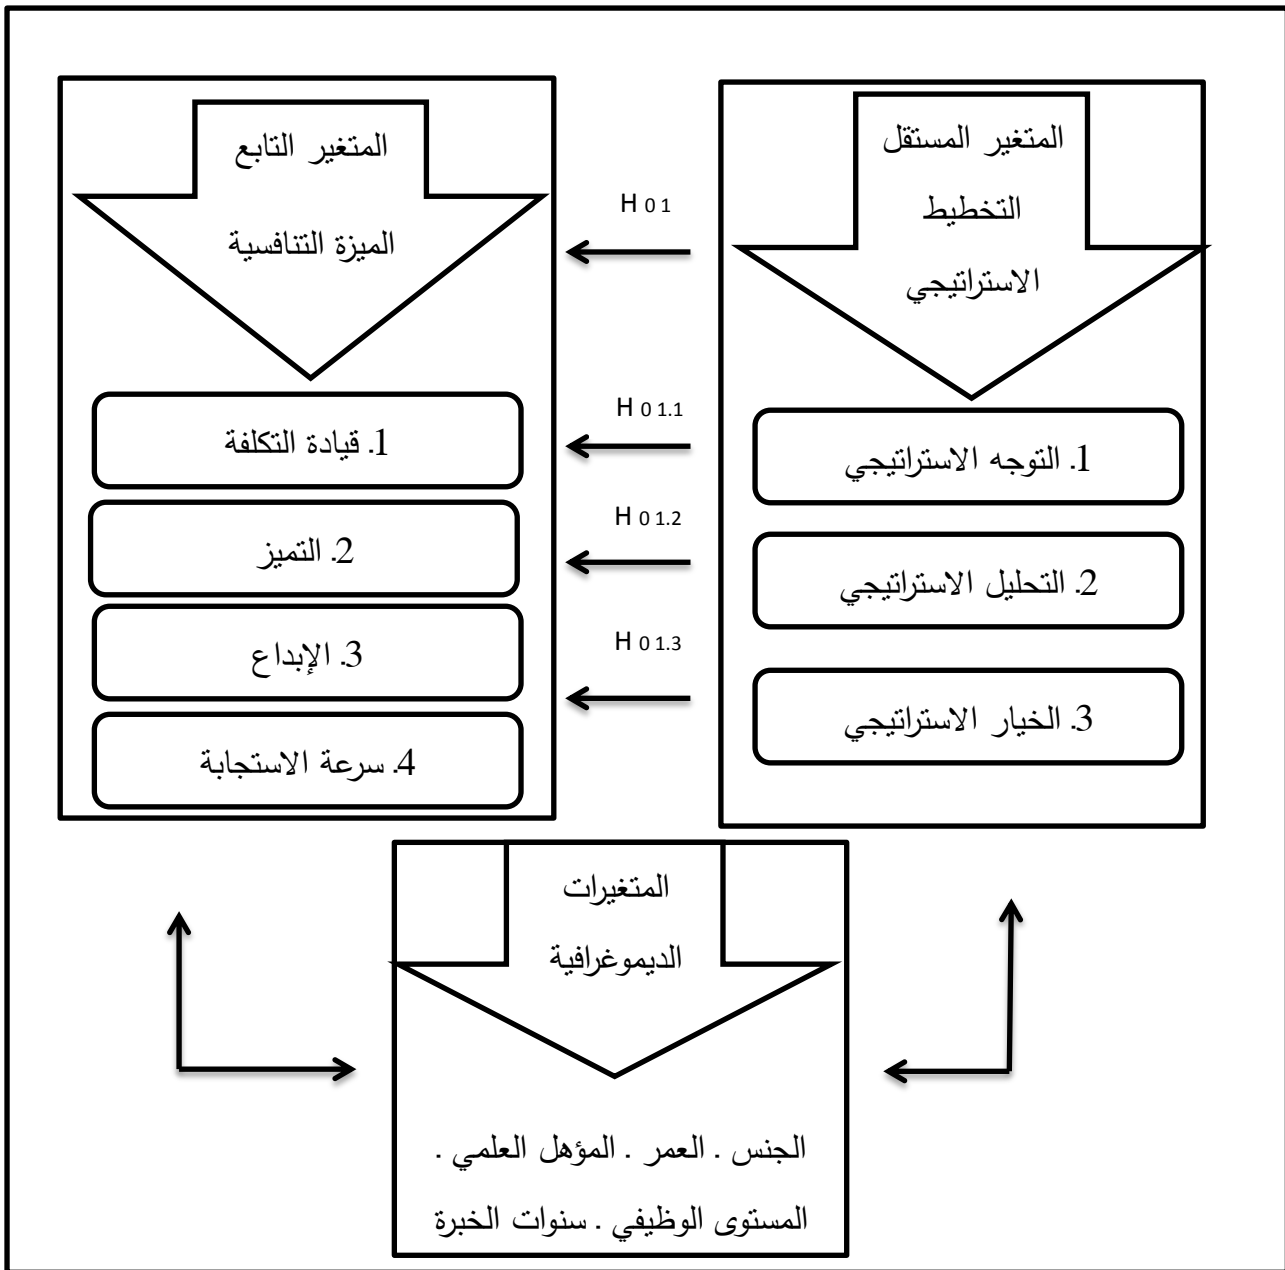 المتغير المستقل
التخطيط
الاستراتيجي
1. التوجه الاستراتيجي
2. التحليل الاستراتيجي
3. الخيار الاستراتيجي
H 0 1
H 0 1.1
H 0 1.2
H 0 1.3
المتغير التابع
الميزة التنافسية
1. قيادة التكلفة
2. التميز
3. الإبداع
4. سرعة الاستجابة
المتغيرات
الديموغرافية
الجنس . العمر . المؤهل العلمي .
المستوى الوظيفي . سنوات الخبرة